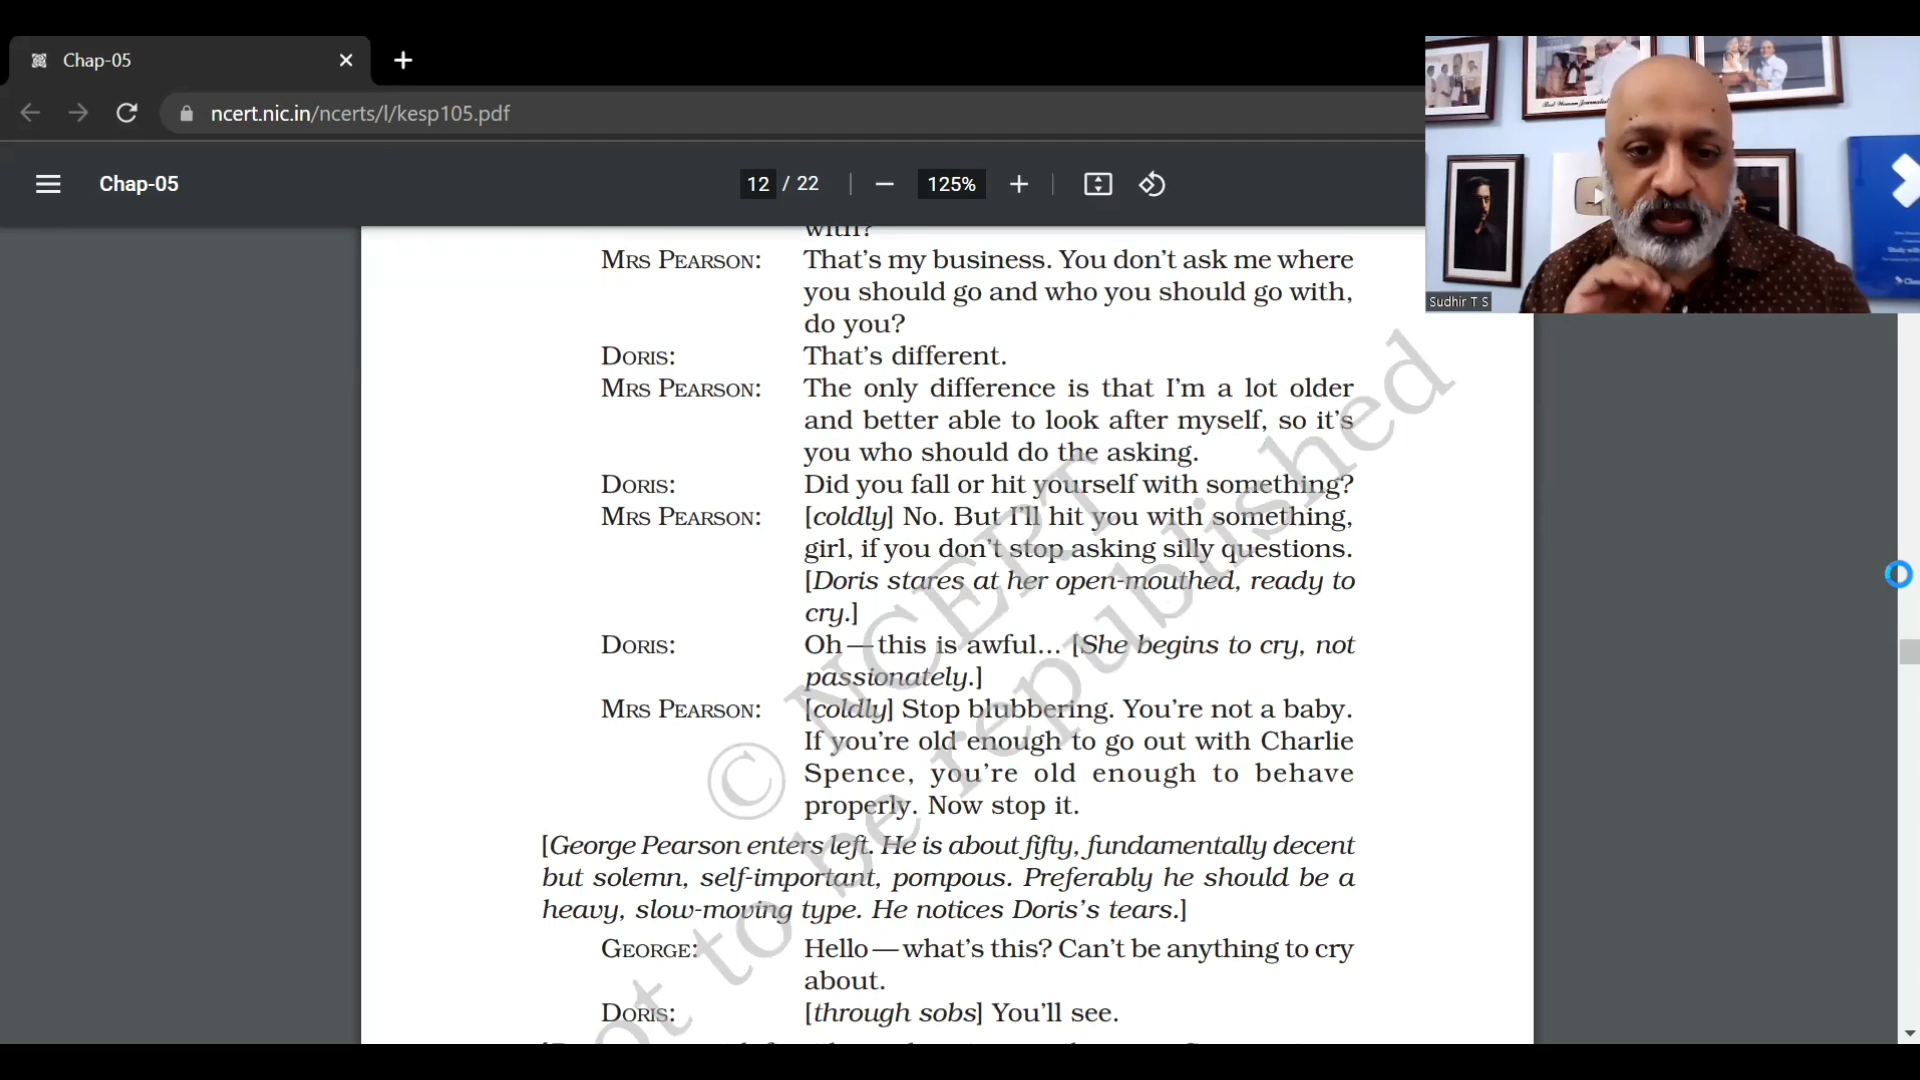 Chap-05
ncert.nic.in/ncerts/l/kesp105.pdf
Chap-05
12 / 22
125%
with?
MRS PEARSON: That's my business. You don't ask me where
you should go and who you should go with,
do you?
DORIS: That's different.
MRS PEARSON: The only difference is that I'm a lot older
and better able to look after myself, so it's
you who should do the asking.
DORIS: Did you fall or hit yourself with something?
MRS PEARSON: [coldly] No. But I'll hit you with something,
girl, if you don't stop asking silly questions.
[Doris stares at her open-mouthed, ready to
cry.]
DORIS: Oh—this is awful... [She begins to cry, not
passionately.]
MRS PEARSON: [coldly] Stop blubbering. You're not a baby.
If you're old enough to go out with Charlie
Spence, you're old enough to behave
properly. Now stop it.
[George Pearson enters left. He is about fifty, fundamentally decent
but solemn, self-important, pompous. Preferably he should be a
heavy, slow-moving type. He notices Doris's tears.]
GEORGE: Hello—what's this? Can't be anything to cry
about.
DORIS: [through sobs] You'll see.
© NCERT
not to be republished
Sudhir T S